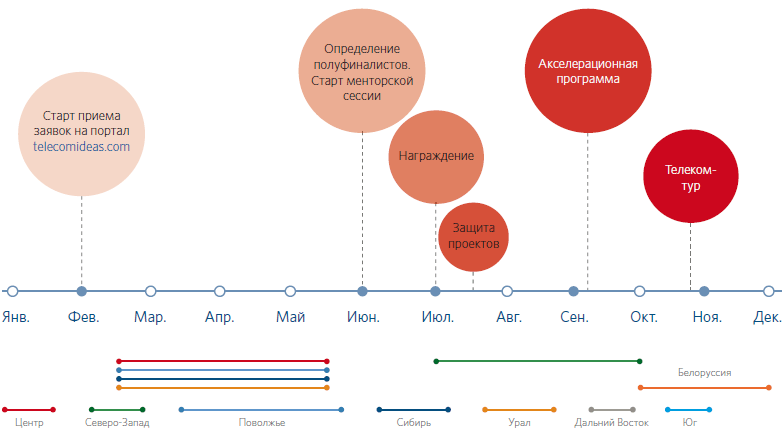 Старт приема
заявок на портал
telecomideas.com
Определение
полуфиналистов.
Старт менторской
сессии
Награждение
Защита
проектов
Акселерационная
программа
Телеком-
тур
Янв.
Фев.
Мар.
Апр.
Май
Июн.
Июл.
Авг.
Сен.
Окт.
Ноя.
Дек.
Белоруссия
Центр
Северо-Запад
Поволжье
Сибирь
Урал
Дальний Восток
Юг